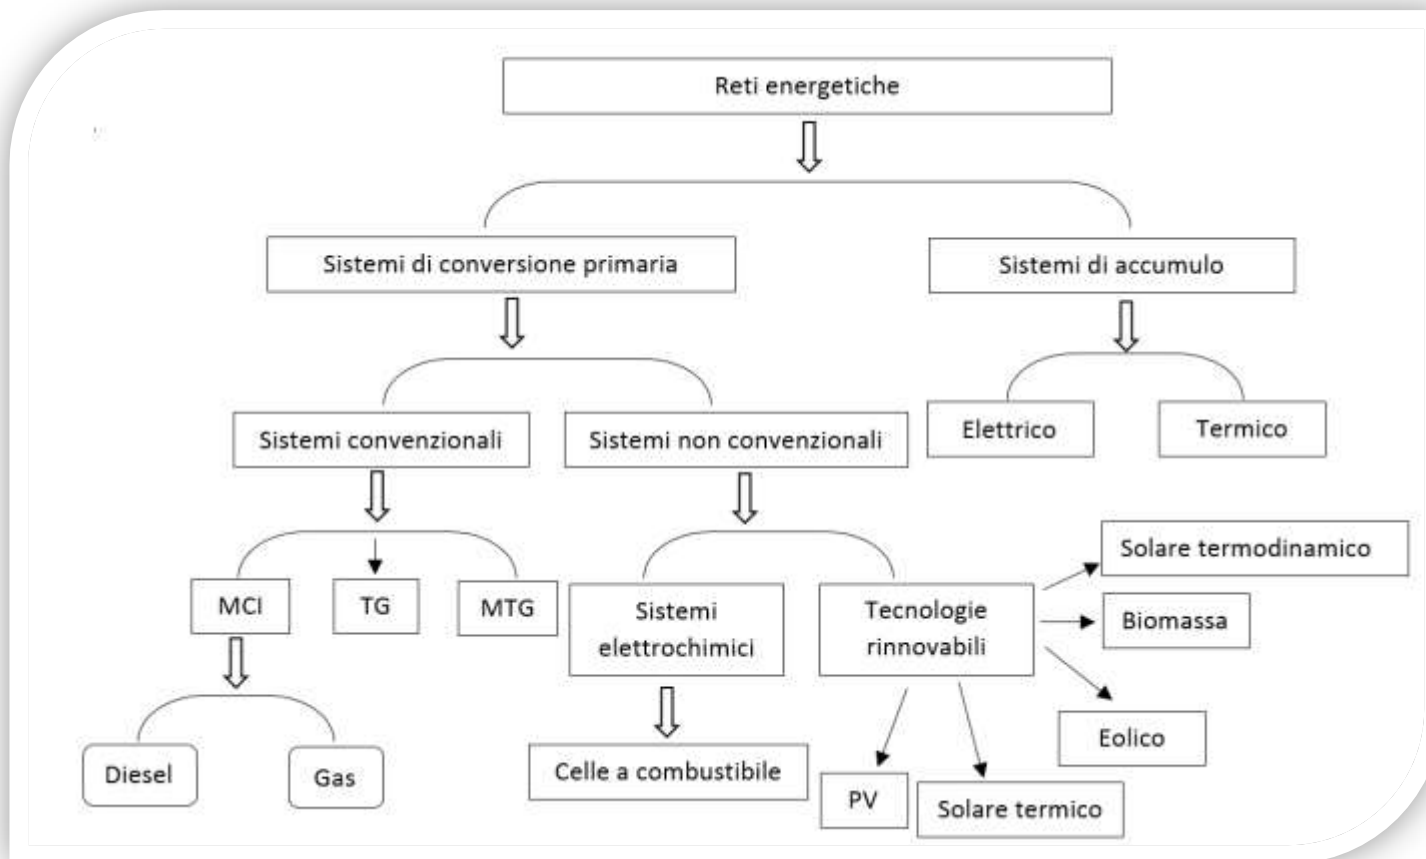 Reti energetiche
Sistemi di conversione primaria
Sistemi di accumulo
Sistemi convenzionali
Sistemi non convenzionali
Elettrico
Termico
Solare termodinamico
MCI
TG
MTG
Sistemi
elettrochimici
Tecnologie
rinnovabili
Biomassa
Eolico
Diesel
Gas
Celle a combustibile
PV
Solare termico